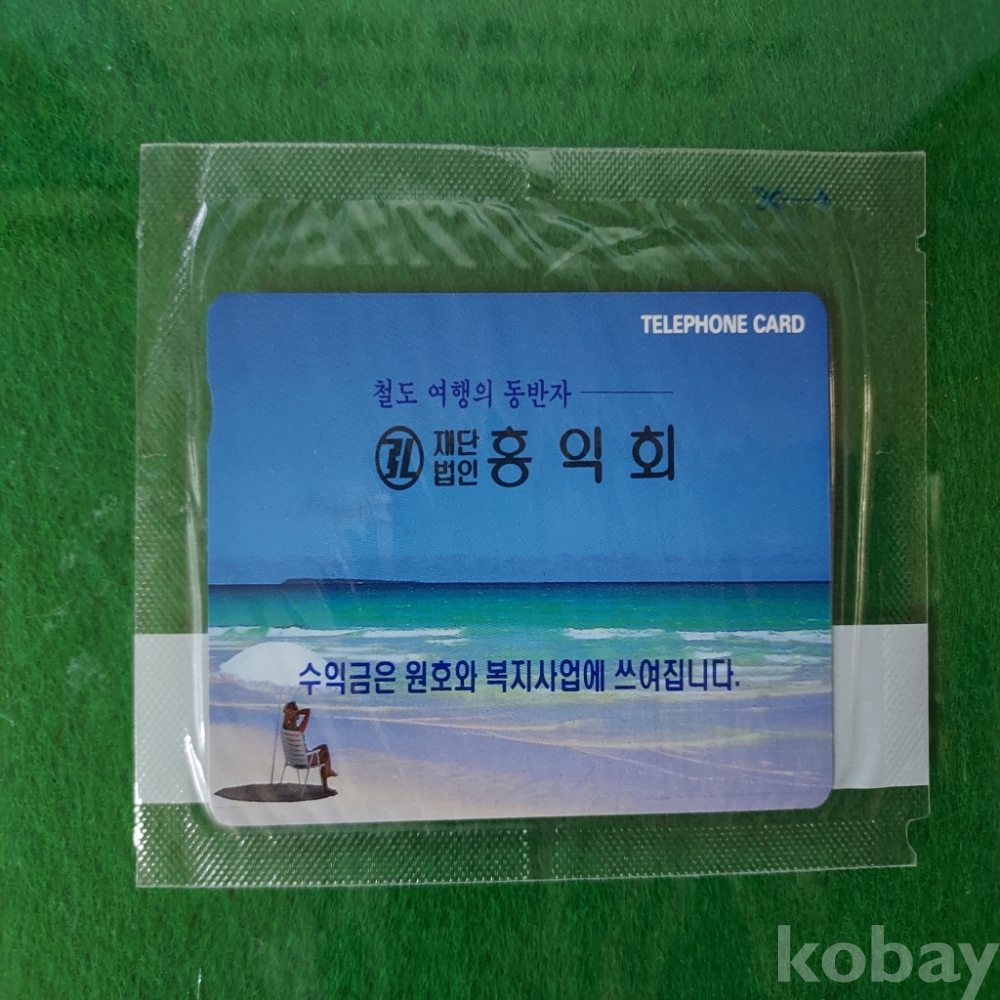 TELEPHONE CARD
철도 여행의 동반자
재단
법인 홍익회
수익금은 원호와 복지사업에 쓰여집니다.
kobay